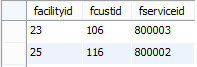 facilityid fcustid fserviceid
23 106 800003
25 116 800002